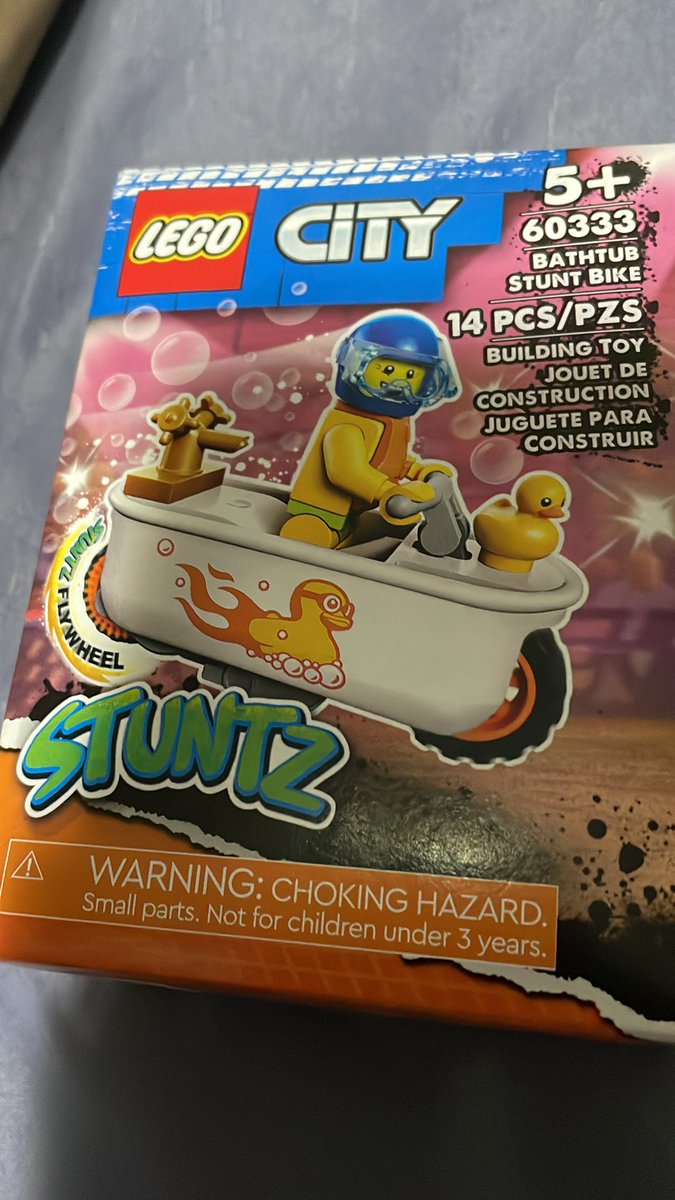 LEGO
CITY
5+
60333
BATHTUB
STUNT BIKE
14 PCS/PZS
BUILDING TOY
JOUET DE
CONSTRUCTION
JUGUETE PARA
CONSTRUIR
STUNTZ
FLYWHEEL
STUNTZ
WARNING: CHOKING HAZARD.
Small parts. Not for children under 3 years.